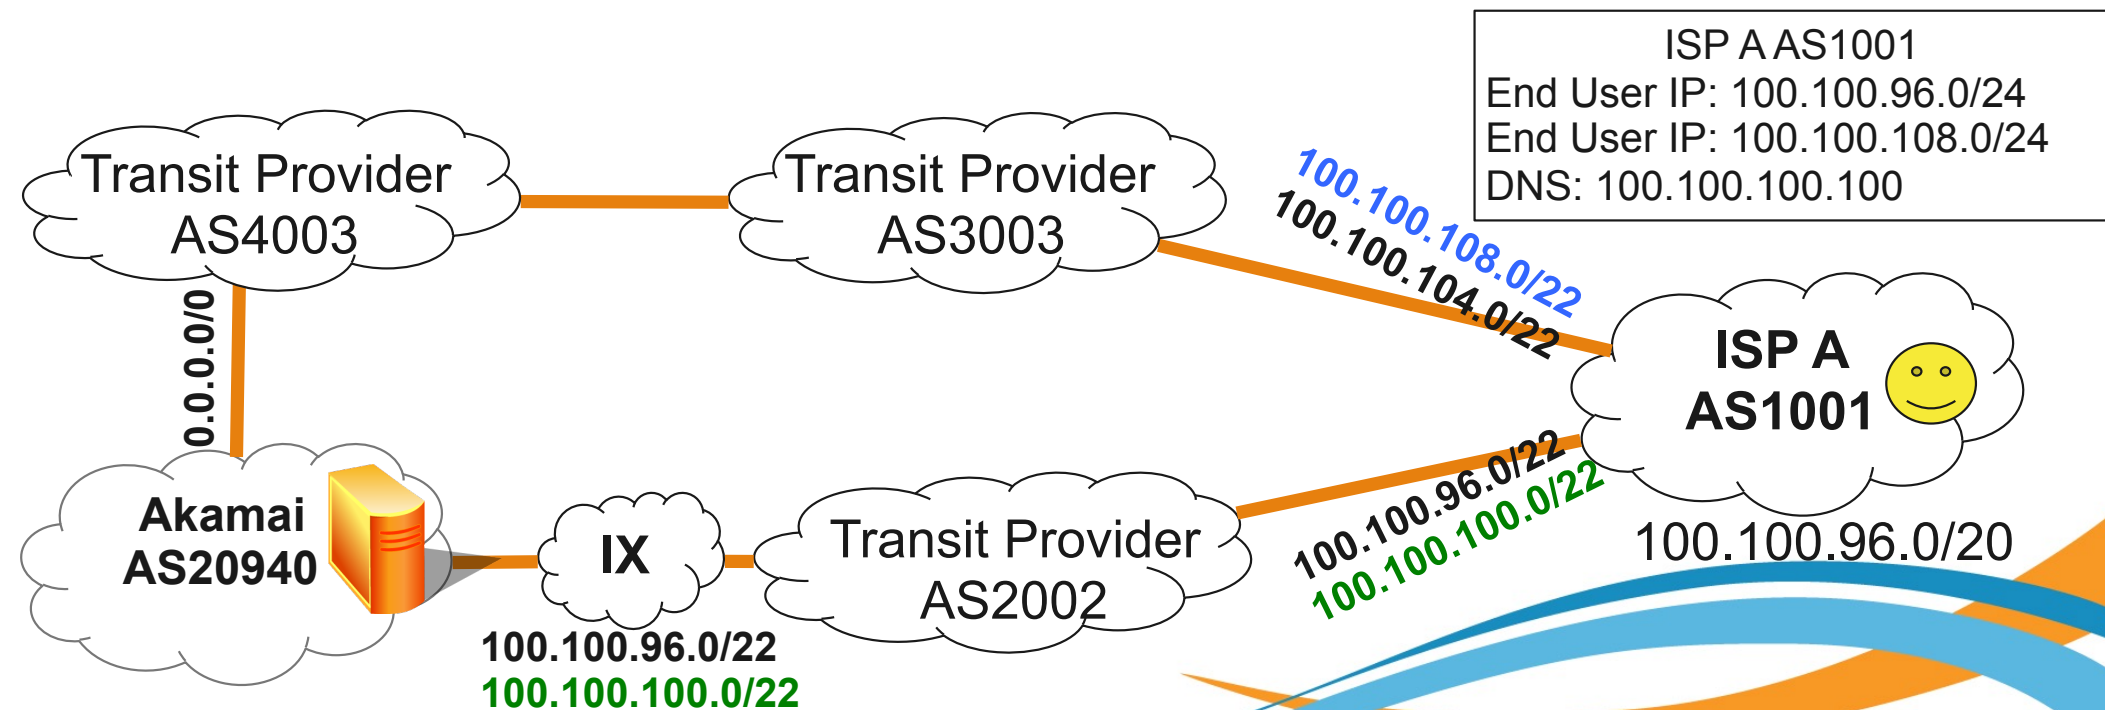 ISP A AS1001
End User IP: 100.100.96.0/24
End User IP: 100.100.108.0/24
DNS: 100.100.100.100
Transit Provider
AS4003
Transit Provider
AS3003
100.100.108.0/22
100.100.104.0/22
0.0.0.0/0
ISP A
AS1001
Akamai
AS20940
IX
Transit Provider
AS2002
100.100.96.0/22
100.100.100.0/22
100.100.96.0/20
100.100.96.0/22
100.100.100.0/22